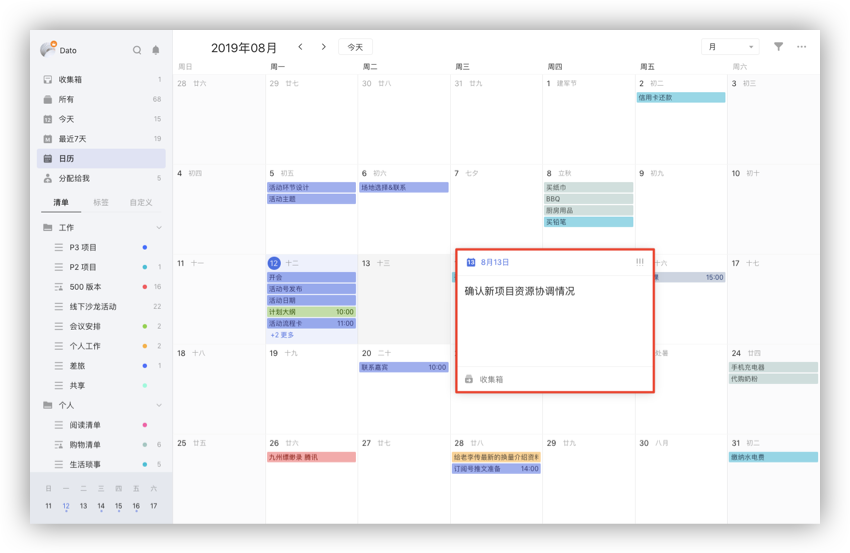 Dato
收集箱 1
所有 68
今天 15
最近7天 19
日历
分配给我 5
清单 标签 自定义
工作
P3 项目
P2 项目 1
500 版本 16
线下沙龙活动 22
会议安排 2
个人工作 2
差旅 1
共享
个人
阅读清单
购物清单 6
生活琐事 5
日 一 二 三 四 五 六
11 12 13 14 15 16 17
2019年08月 今天 月
周日 周一 周二 周三 周四 周五 周六
28 廿六 29 廿七 30 廿八 31 廿九 1 建军节 2 初二 3 初三
信用卡还款
4 初四 5 初五 6 初六 7 七夕 8 立秋 9 初九 10 初十
活动环节设计 场地选择&联系 买纸巾
活动主题 BBQ
厨房用品
买铅笔
11 十一 12 十二 13 十三 十六 17 十七
开会 15:00
活动号发布
活动日期
计划大纲 10:00
活动流程卡 11:00
+2 更多
8月13日
确认新项目资源协调情况
收集箱
18 十八 19 十九 20 二十 处暑 24 廿四
联系嘉宾 10:00 手机充电器
代购奶粉
25 廿五 26 廿六 27 廿七 28 廿八 29 廿九 30 八月 31 初二
九州缥缈录 腾讯 给老李传最新的换量介绍资料 缴纳水电费
订阅号推文准备 14:00